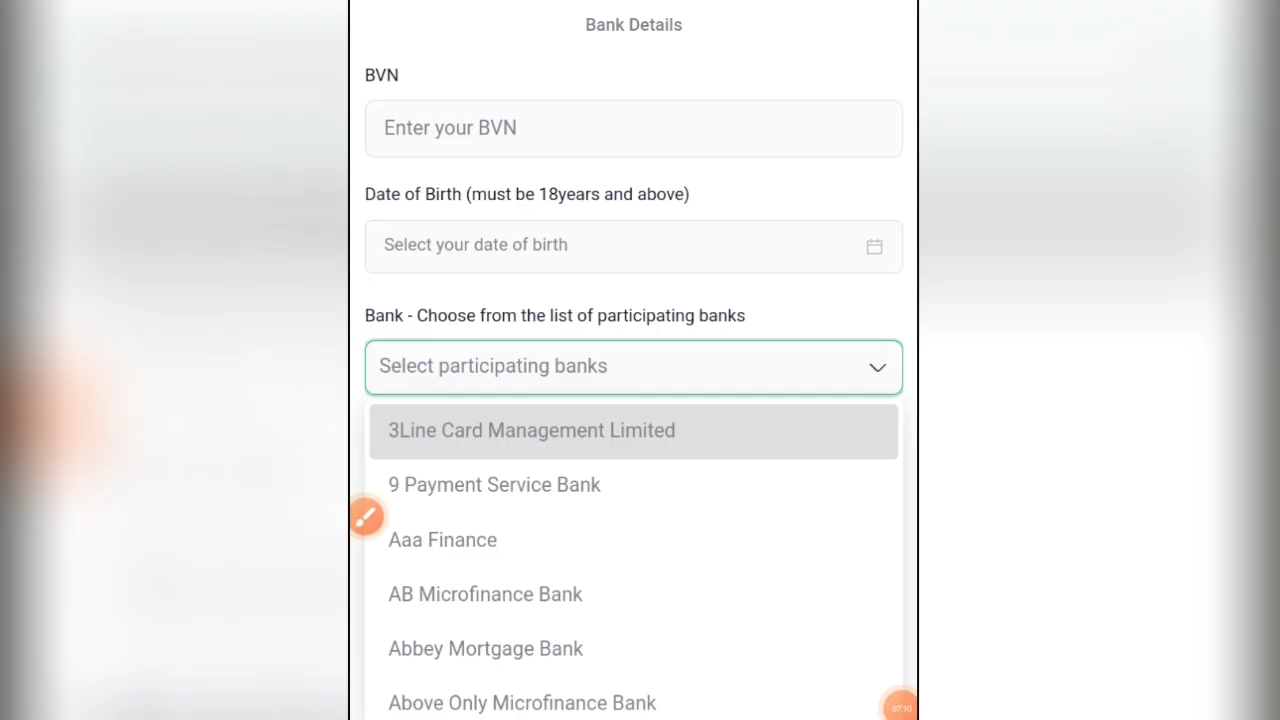 Bank Details
BVN
Enter your BVN
Date of Birth (must be 18years and above)
Select your date of birth
Bank - Choose from the list of participating banks
Select participating banks
3Line Card Management Limited
9 Payment Service Bank
Aaa Finance
AB Microfinance Bank
Abbey Mortgage Bank
Above Only Microfinance Bank
07:10